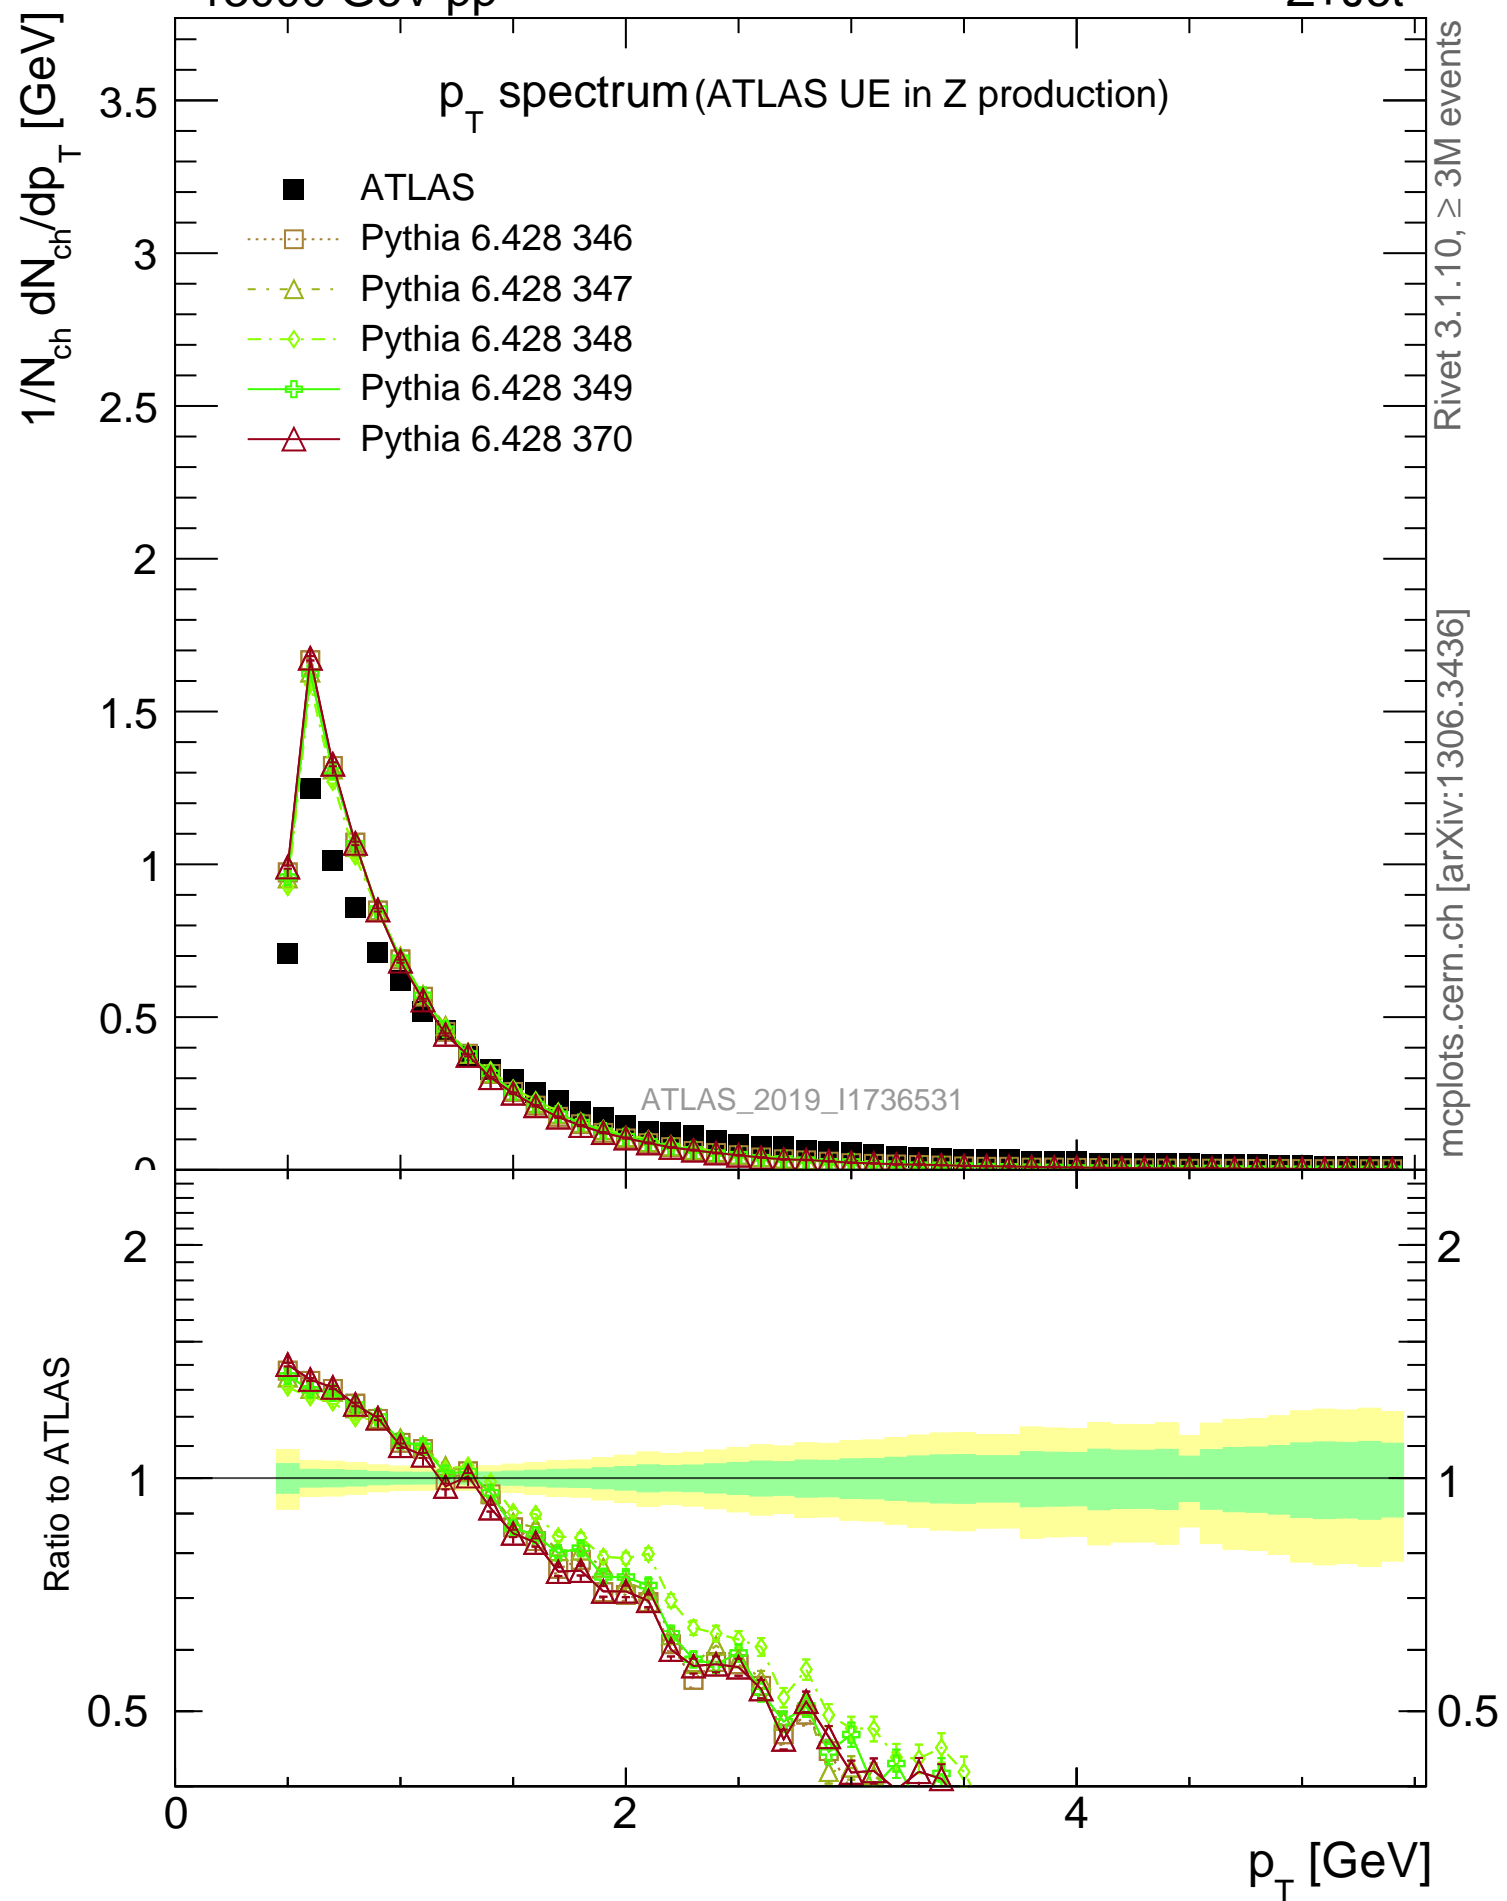 p_T spectrum (ATLAS UE in Z production)
1/N_ch dN_ch/dp_T [GeV]
ATLAS
Pythia 6.428 346
Pythia 6.428 347
Pythia 6.428 348
Pythia 6.428 349
Pythia 6.428 370
3.5
3
2.5
2
1.5
1
0.5
0
ATLAS_2019_I1736531
Rivet 3.1.10, ≥ 3M events
mcplots.cern.ch [arXiv:1306.3436]
Ratio to ATLAS
2
1
0.5
2
1
0.5
0
2
4
p_T [GeV]